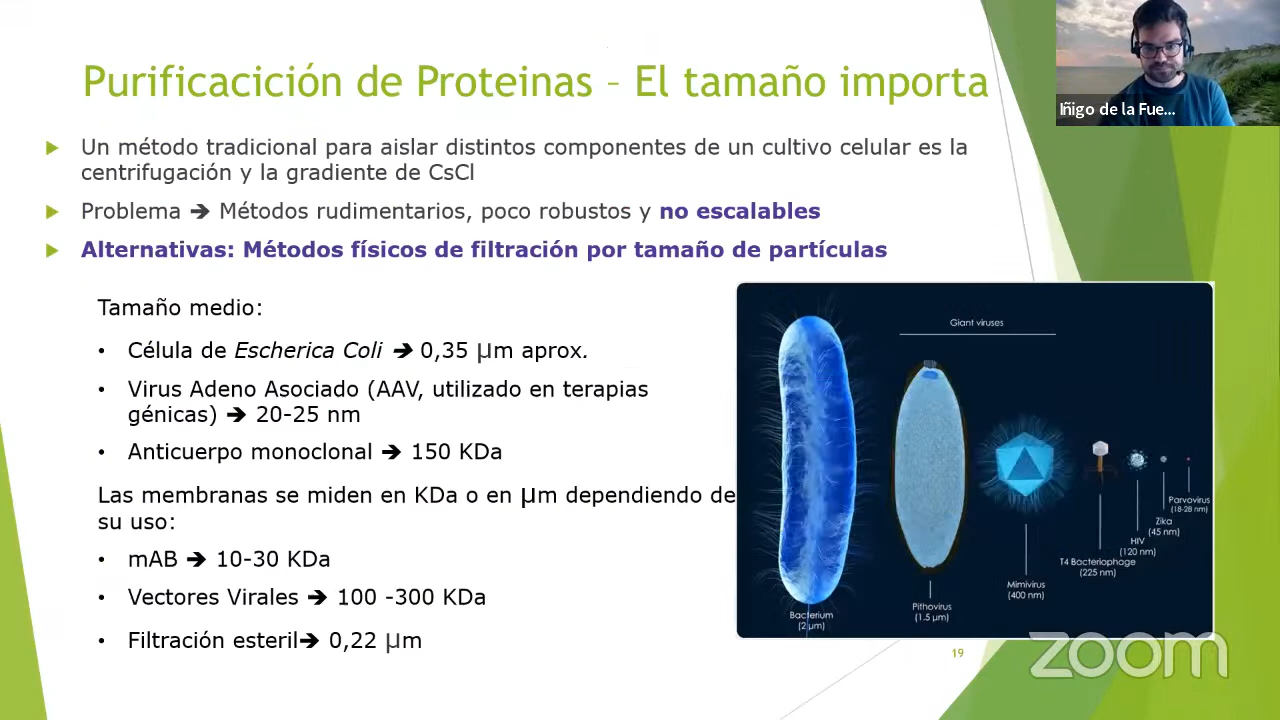 Purificacición de Proteinas – El tamaño importa
Iñigo de la Fue...
Un método tradicional para aislar distintos componentes de un cultivo celular es la
centrifugación y la gradiente de CsCl
Problema ➔ Métodos rudimentarios, poco robustos y no escalables
Alternativas: Métodos físicos de filtración por tamaño de partículas
Tamaño medio:
• Célula de Escherica Coli ➔ 0,35 µm aprox.
• Virus Adeno Asociado (AAV, utilizado en terapias
génicas) ➔ 20-25 nm
• Anticuerpo monoclonal ➔ 150 KDa
Las membranas se miden en KDa o en µm dependiendo de
su uso:
• mAB ➔ 10-30 KDa
• Vectores Virales ➔ 100 -300 KDa
• Filtración esteril➔ 0,22 µm
Giant viruses
Bacterium
(2 µm)
Pithovirus
(1.5 µm)
Mimivirus
(400 nm)
T4 Bacteriophage
(225 nm)
HIV
(120 nm)
Zika
(45 nm)
Parvovirus
(18-28 nm)
19
zoom